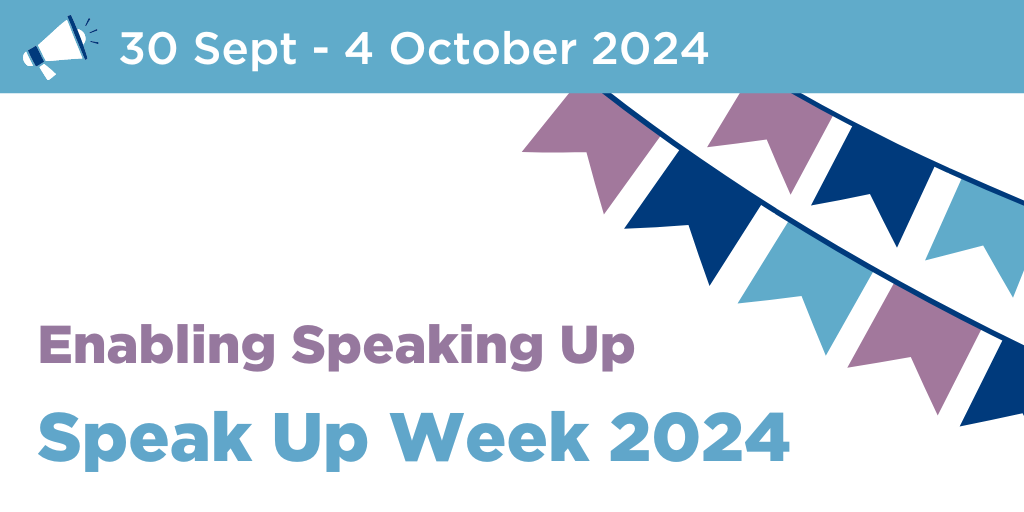 30 Sept - 4 October 2024
Enabling Speaking Up
Speak Up Week 2024